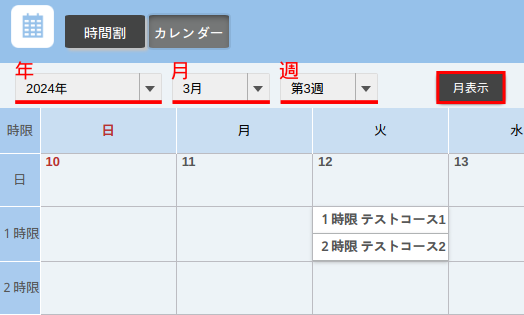 時間割 カレンダー
年 月 週
2024年 3月 第3週 月表示
時限 日 月 火 水
日 10 11 12 13
1時限 1時限 テストコース1
2時限 テストコース2
2時限